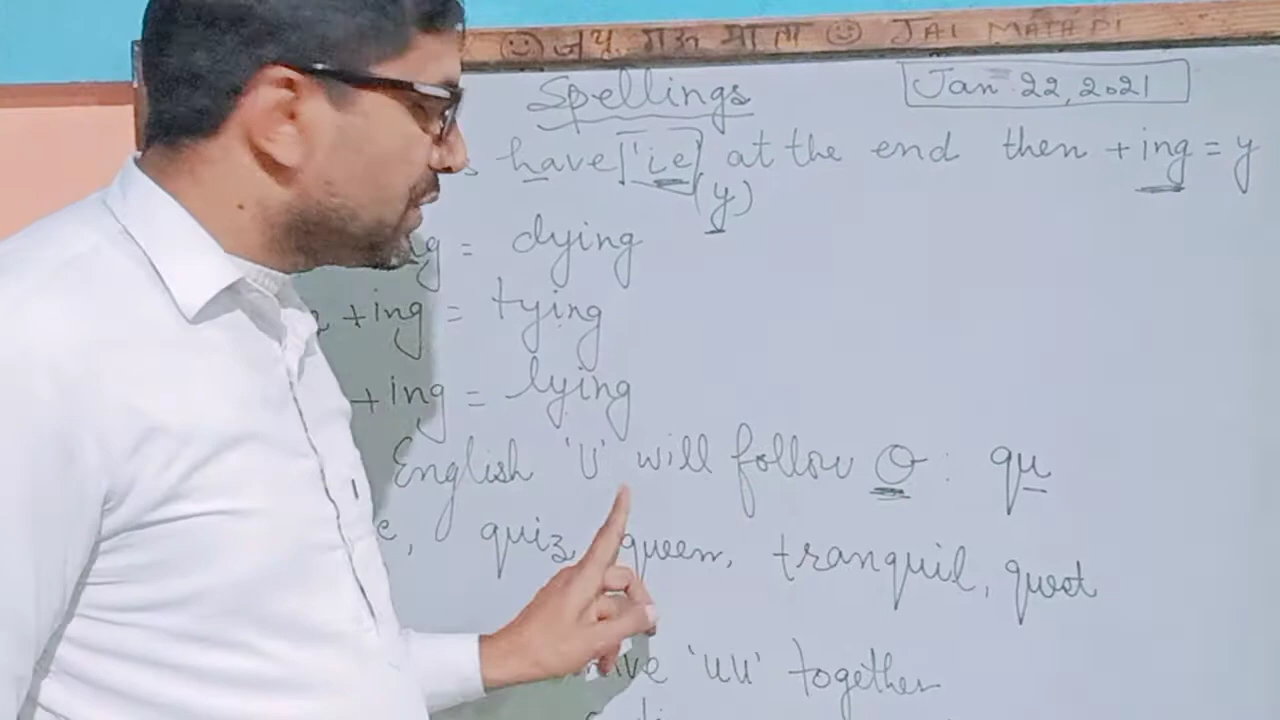 ☺ जय गऊ माता ☺ JAI MATA DI
Spellings
Jan 22, 2021
have 'ie' at the end then + ing = y
(y)
= dying
+ing = tying
+ing = lying
English 'U' will follow Q : qu
quiz, queen, tranquil,
'uu' together